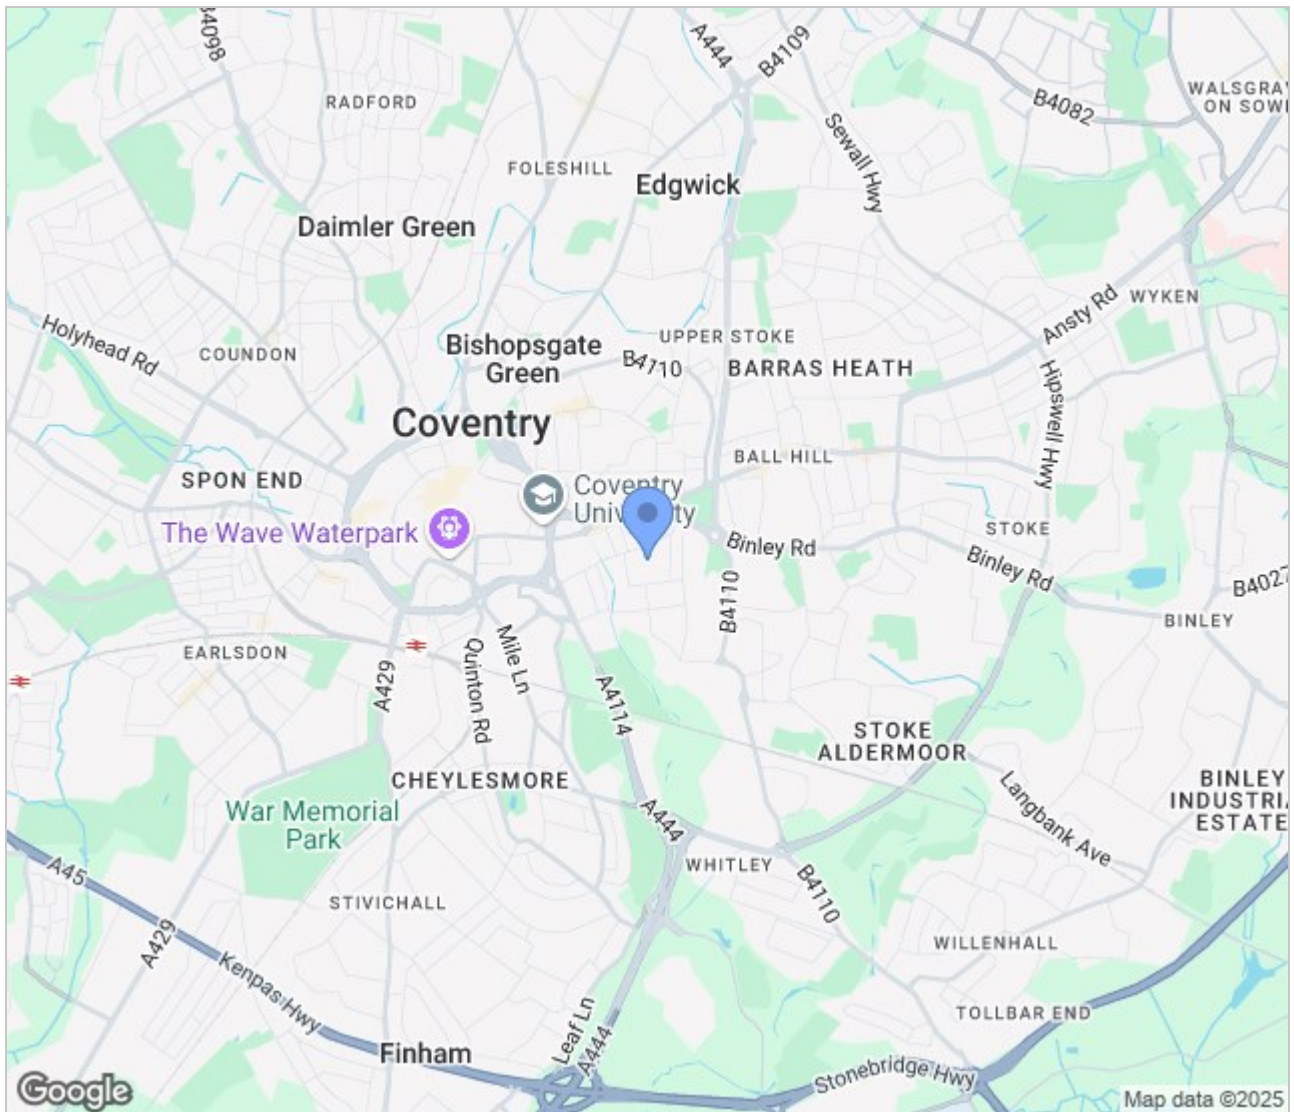 B4098
A444
B4109
RADFORD
B4082
WALSGRA
ON SOW
Sewall Hwy
FOLESHILL
Edgwick
Daimler Green
WYKEN
Ansty Rd
Holyhead Rd
COUNDON
UPPER STOKE
Bishopsgate
Green
B4110
BARRAS HEATH
Hipswell Hwy
Coventry
BALL HILL
SPON END
Coventry
University
The Wave Waterpark
STOKE
Binley Rd
Binley Rd
B4027
B4110
BINLEY
EARLSDON
Mile Ln
Quinton Rd
A429
A4114
STOKE
ALDERMOOR
CHEYLESMORE
BINLEY
INDUSTRIA
ESTATE
War Memorial
Park
Langbank Ave
A444
A45
WHITLEY
B4110
STIVICHALL
A429
WILLENHALL
Kenpas Hwy
TOLLBAR END
Leaf Ln
A444
Finham
Stonebridge Hwy
Google
Map data ©2025